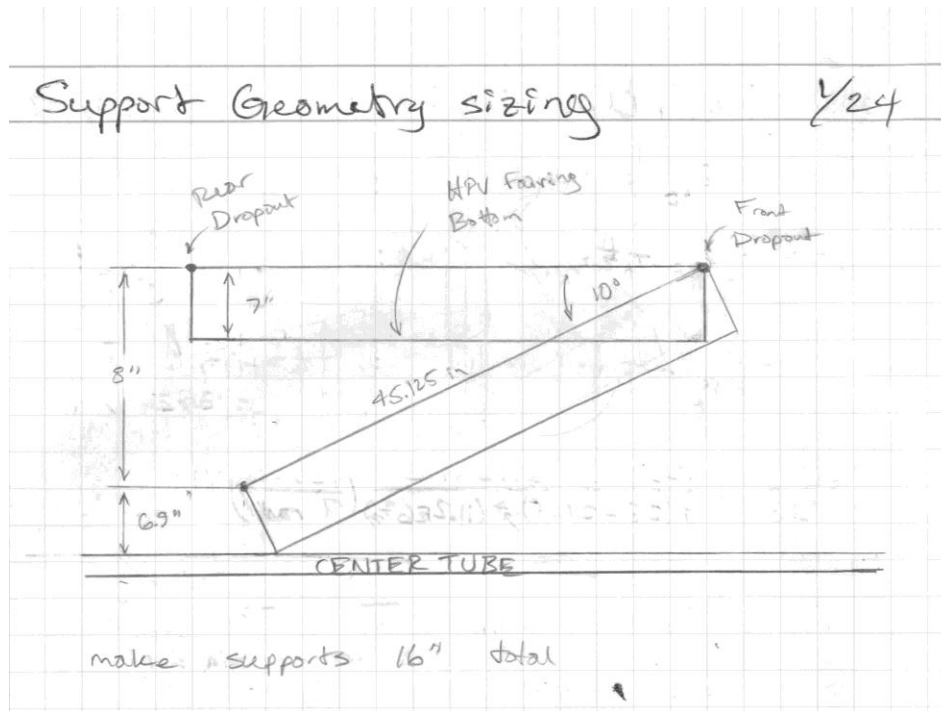 Support Geometry sizing 1/24
Rear
Dropout
HPV Fairing
Bottom
Front
Dropout
7"
10°
8"
45.125 in
6.9"
CENTER TUBE
make supports 16" total